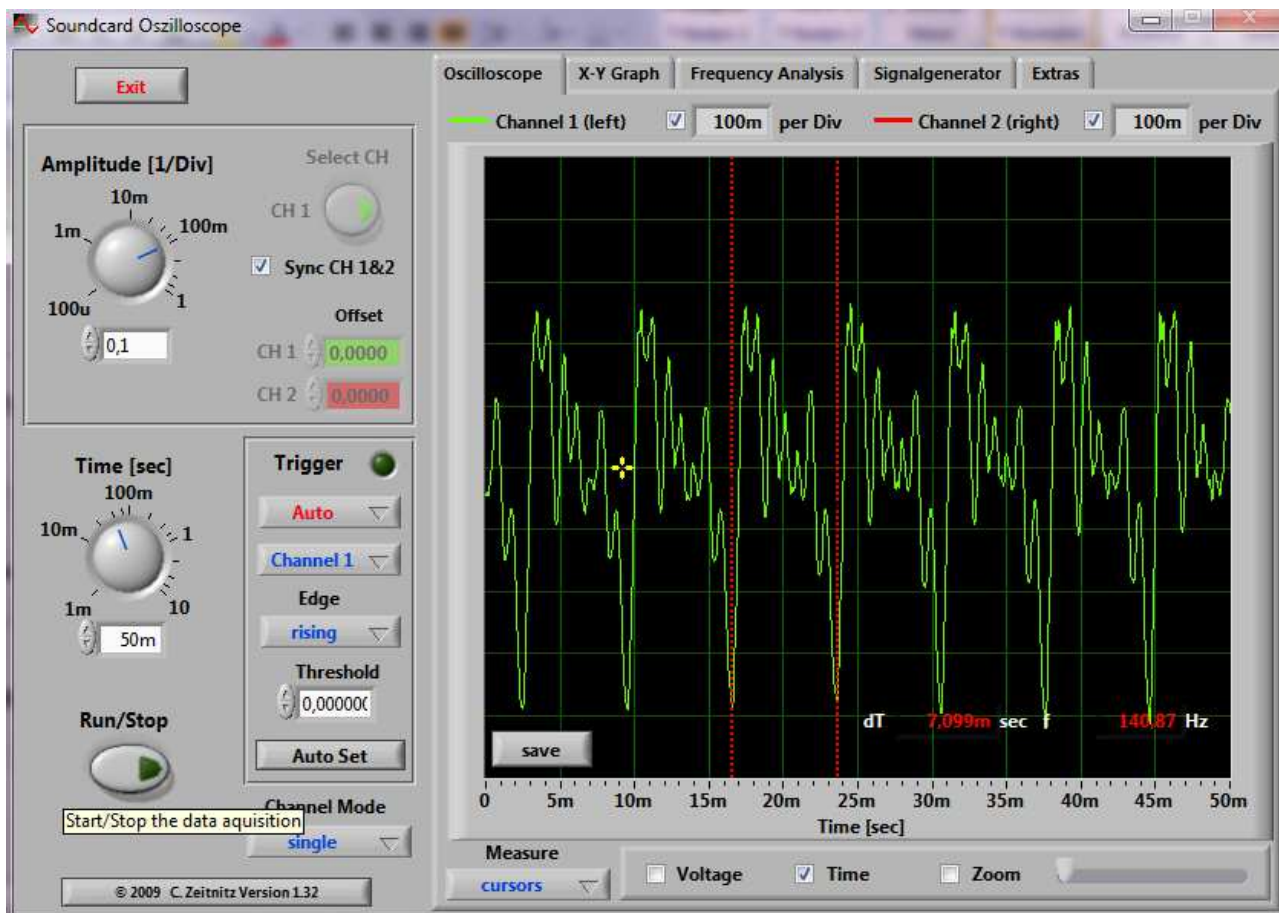 Soundcard Oszilloscope
Exit
Amplitude [1/Div]
10m
1m
100m
100u
1
0,1
Select CH
CH 1
Sync CH 1&2
Offset
CH 1 0,0000
CH 2 0,0000
Time [sec]
100m
10m
1
1m
10
50m
Run/Stop
Start/Stop the data aquisition
Trigger
Auto
Channel 1
Edge
rising
Threshold
0,00000
Auto Set
Channel Mode
single
© 2009 C. Zeitnitz Version 1.32
Oscilloscope X-Y Graph Frequency Analysis Signalgenerator Extras
Channel 1 (left) 100m per Div Channel 2 (right) 100m per Div
dT 7,099m sec f 140,87 Hz
save
0 5m 10m 15m 20m 25m 30m 35m 40m 45m 50m
Time [sec]
Measure
cursors
Voltage Time Zoom